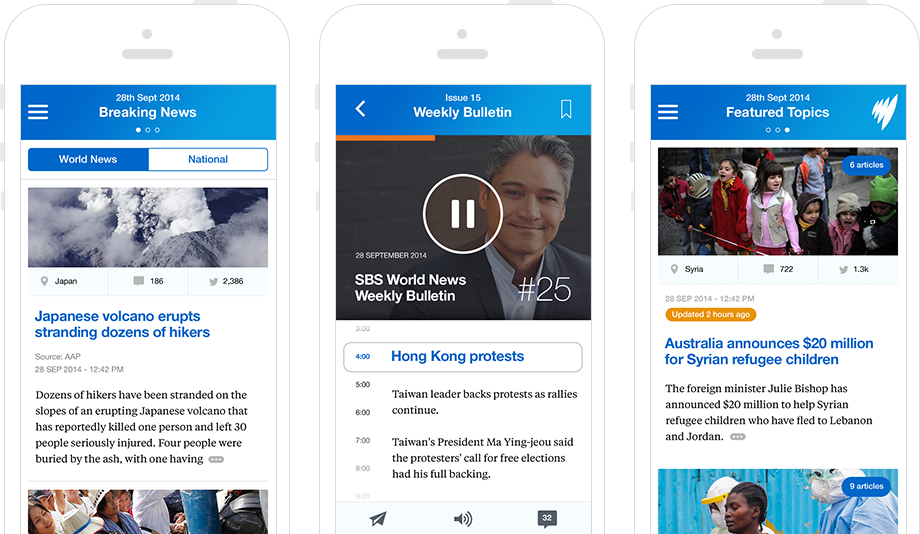 28th Sept 2014
Breaking News
World News
National
Japan
186
2,386
Japanese volcano erupts
stranding dozens of hikers
Source: AAP
28 SEP 2014 - 12:42 PM
Dozens of hikers have been stranded on the
slopes of an erupting Japanese volcano that
has reportedly killed one person and left 30
people seriously injured. Four people were
buried by the ash, with one having
Issue 15
Weekly Bulletin
28 SEPTEMBER 2014
SBS World News
Weekly Bulletin
#25
3:00
4:00
Hong Kong protests
5:00
6:00
7:00
8:00
9:00
Taiwan leader backs protests as rallies
continue.
Taiwan's President Ma Ying-jeou said
the protesters' call for free elections
had his full backing.
32
28th Sept 2014
Featured Topics
6 articles
Syria
722
1.3k
28 SEP 2014 - 12:42 PM
Updated 2 hours ago
Australia announces $20 million
for Syrian refugee children
The foreign minister Julie Bishop has
announced $20 million to help Syrian
refugee children who have fled to Lebanon
and Jordan.
9 articles